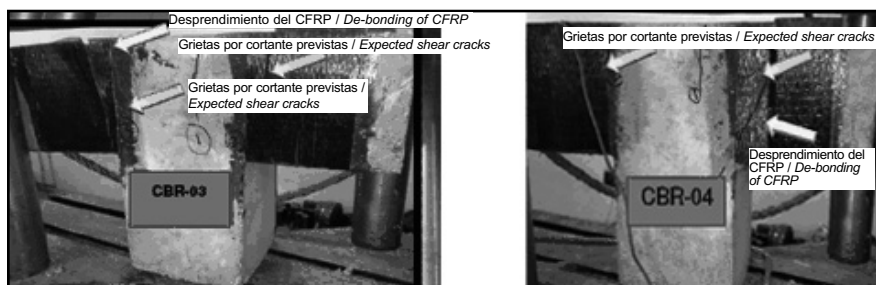 Desprendimiento del CFRP / De-bonding of CFRP
Grietas por cortante previstas / Expected shear cracks
Grietas por cortante previstas /
Expected shear cracks
1
CBR-03
Grietas por cortante previstas / Expected shear cracks
Desprendimiento del
CFRP / De-bonding
of CFRP
CBR-04